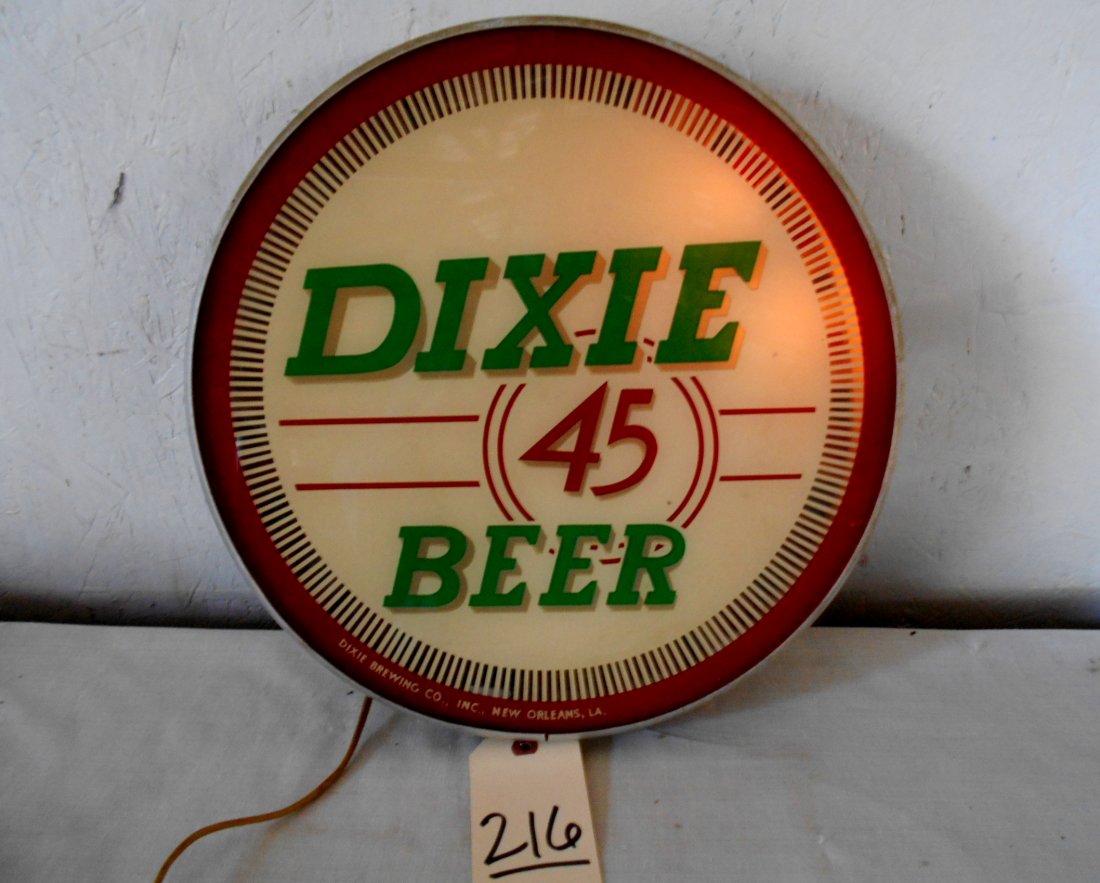 DIXIE
45
BEER
DIXIE BREWING CO., INC., NEW ORLEANS, LA.
216